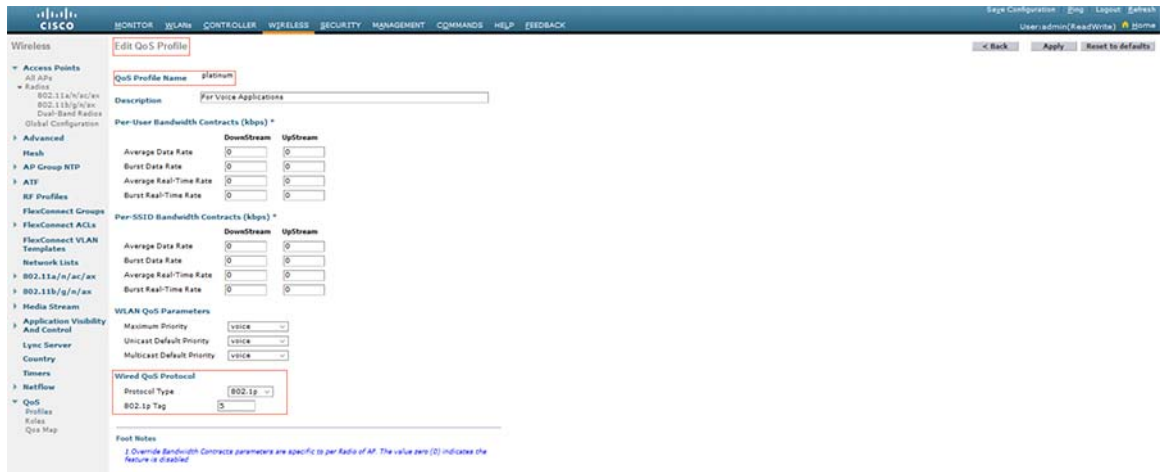 Save Configuration Ping Logout Refresh
CISCO MONITOR WLANs CONTROLLER WIRELESS SECURITY MANAGEMENT COMMANDS HELP FEEDBACK User:admin(ReadWrite) Home
Wireless
Access Points
All APs
Radios
802.11a/n/ac/ax
802.11b/g/n/ax
Dual-Band Radios
Global Configuration
Advanced
Mesh
AP Group NTP
ATF
RF Profiles
FlexConnect Groups
FlexConnect ACLs
FlexConnect VLAN
Templates
Network Lists
802.11a/n/ac/ax
802.11b/g/n/ax
Media Stream
Application Visibility
And Control
Lync Server
Country
Timers
Netflow
QoS
Profiles
Roles
Qos Map
Edit QoS Profile
< Back Apply Reset to defaults
QoS Profile Name platinum
Description For Voice Applications
Per-User Bandwidth Contracts (kbps) *
DownStream UpStream
Average Data Rate 0 0
Burst Data Rate 0 0
Average Real-Time Rate 0 0
Burst Real-Time Rate 0 0
Per-SSID Bandwidth Contracts (kbps) *
DownStream UpStream
Average Data Rate 0 0
Burst Data Rate 0 0
Average Real-Time Rate 0 0
Burst Real-Time Rate 0 0
WLAN QoS Parameters
Maximum Priority voice
Unicast Default Priority voice
Multicast Default Priority voice
Wired QoS Protocol
Protocol Type 802.1p
802.1p Tag 5
Foot Notes
1 Override Bandwidth Contracts parameters are specific to per Radio of AP. The value zero (0) indicates the
feature is disabled